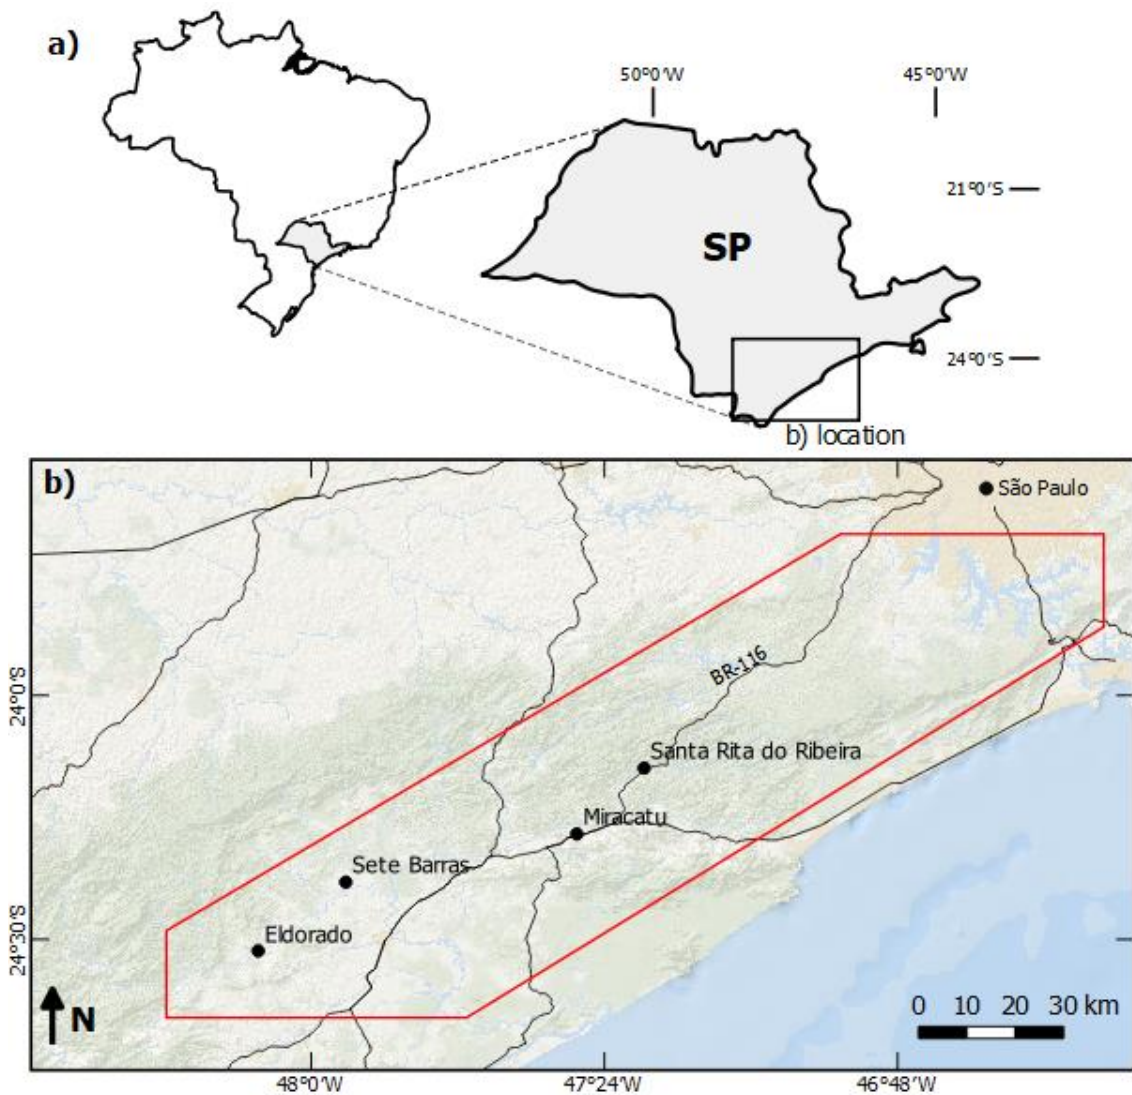 a)
50°0'W
45°0'W
21°0'S
SP
24°0'S
b) location
b)
São Paulo
BR-116
24°0'S
Santa Rita do Ribeira
Miracatu
Sete Barras
Eldorado
24°30'S
N
0 10 20 30 km
48°0'W
47°24'W
46°48'W